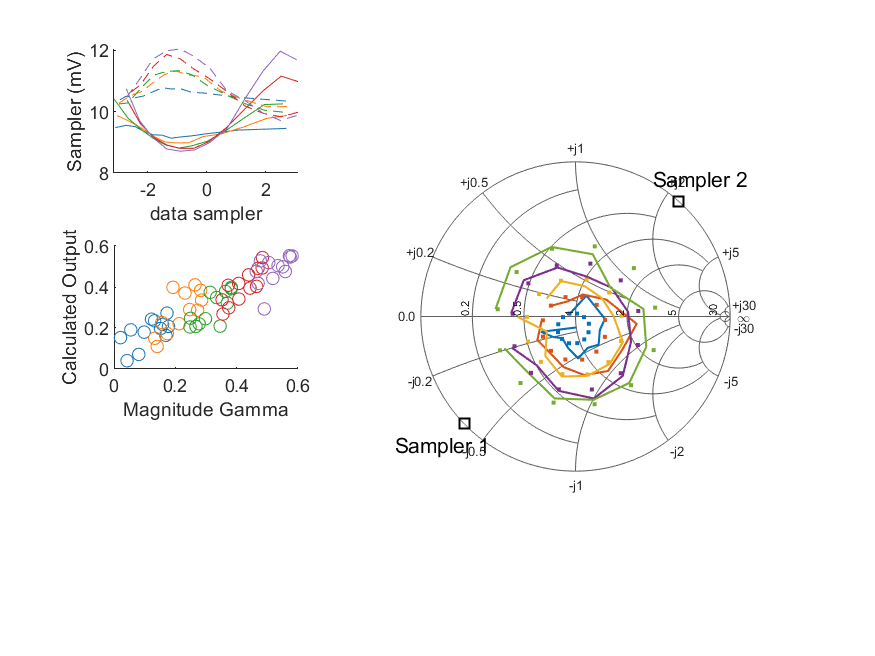 12
10
8
Sampler (mV)
-2
0
2
data sampler
0.6
0.4
0.2
0
Calculated Output
0
0.2
0.4
0.6
Magnitude Gamma
+j1
+j0.5
Sampler 2
+j0.2
+j5
0.0
0.2
0.5
1
2
5
30
+j30
∞
-j30
-j0.2
-j5
Sampler 1
-j0.5
-j2
-j1